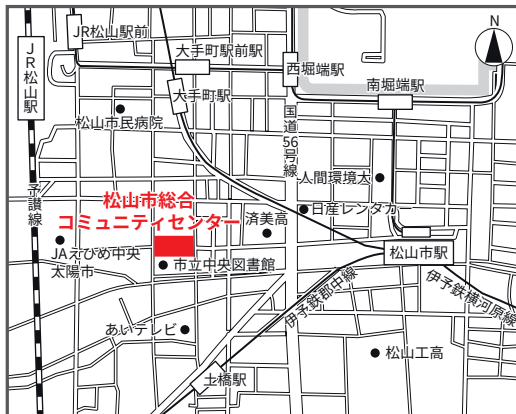 N
JR松山駅前
大手町駅前駅
西堀端駅
JR松山駅
南堀端駅
大手町駅
松山市民病院
国道56号線
人間環境大
予讃線
松山市総合
コミュニティセンター
日産レンタカー
済美高
JAえひめ中央
太陽市
市立中央図書館
松山市駅
伊予鉄郡中線
伊予鉄横河原線
あいテレビ
松山工高
土橋駅